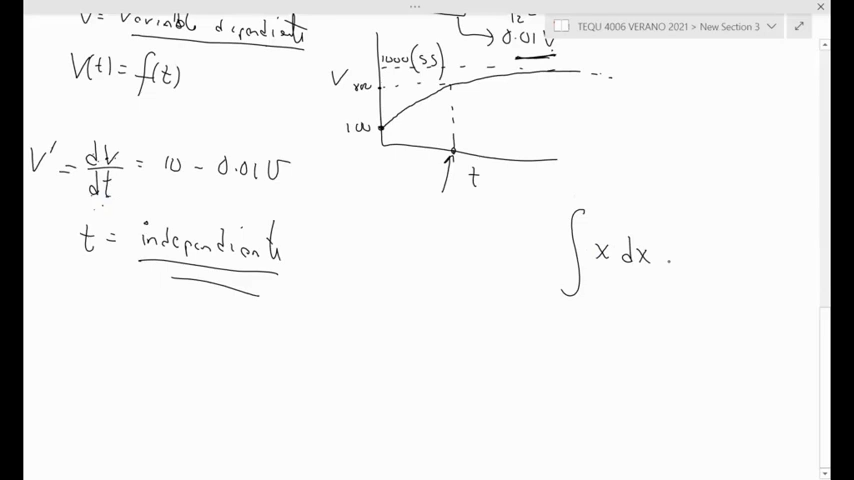 V = Variable dependiente
V(t) = f(t)
V' = dV/dt = 10 - 0.01V
t = independiente
TEQU 4006 VERANO 2021 > New Section 3
0.01 V
1000 (SS)
V
100
t
∫ x dx